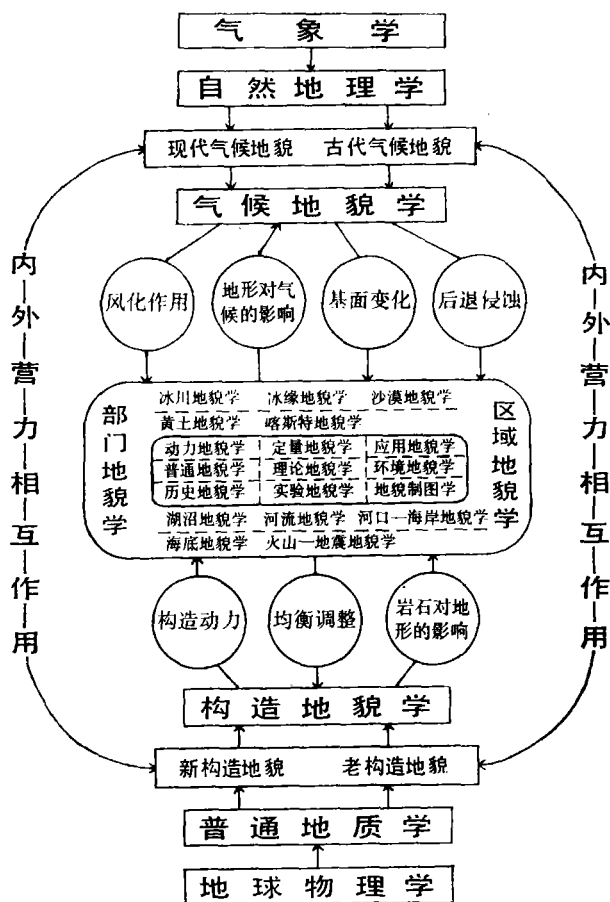 气象学
自然地理学
现代气候地貌 古代气候地貌
气候地貌学
内外营力相互作用
内外营力相互作用
风化作用
地形对气
候的影响
基面变化
后退侵蚀
部门地貌学
区域地貌学
冰川地貌学 冰缘地貌学 沙漠地貌学
黄土地貌学 喀斯特地貌学
动力地貌学 定量地貌学 应用地貌学
普通地貌学 理论地貌学 环境地貌学
历史地貌学 实验地貌学 地貌制图学
湖沼地貌学 河流地貌学 河口—海岸地貌学
海底地貌学 火山—地震地貌学
构造动力
均衡调整
岩石对地
形的影响
构造地貌学
新构造地貌 老构造地貌
普通地质学
地球物理学